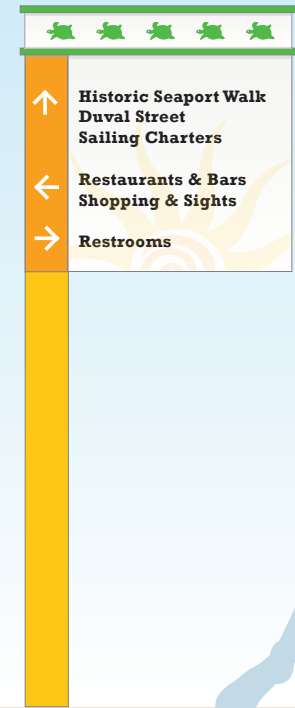 Historic Seaport Walk
Duval Street
Sailing Charters
Restaurants & Bars
Shopping & Sights
Restrooms